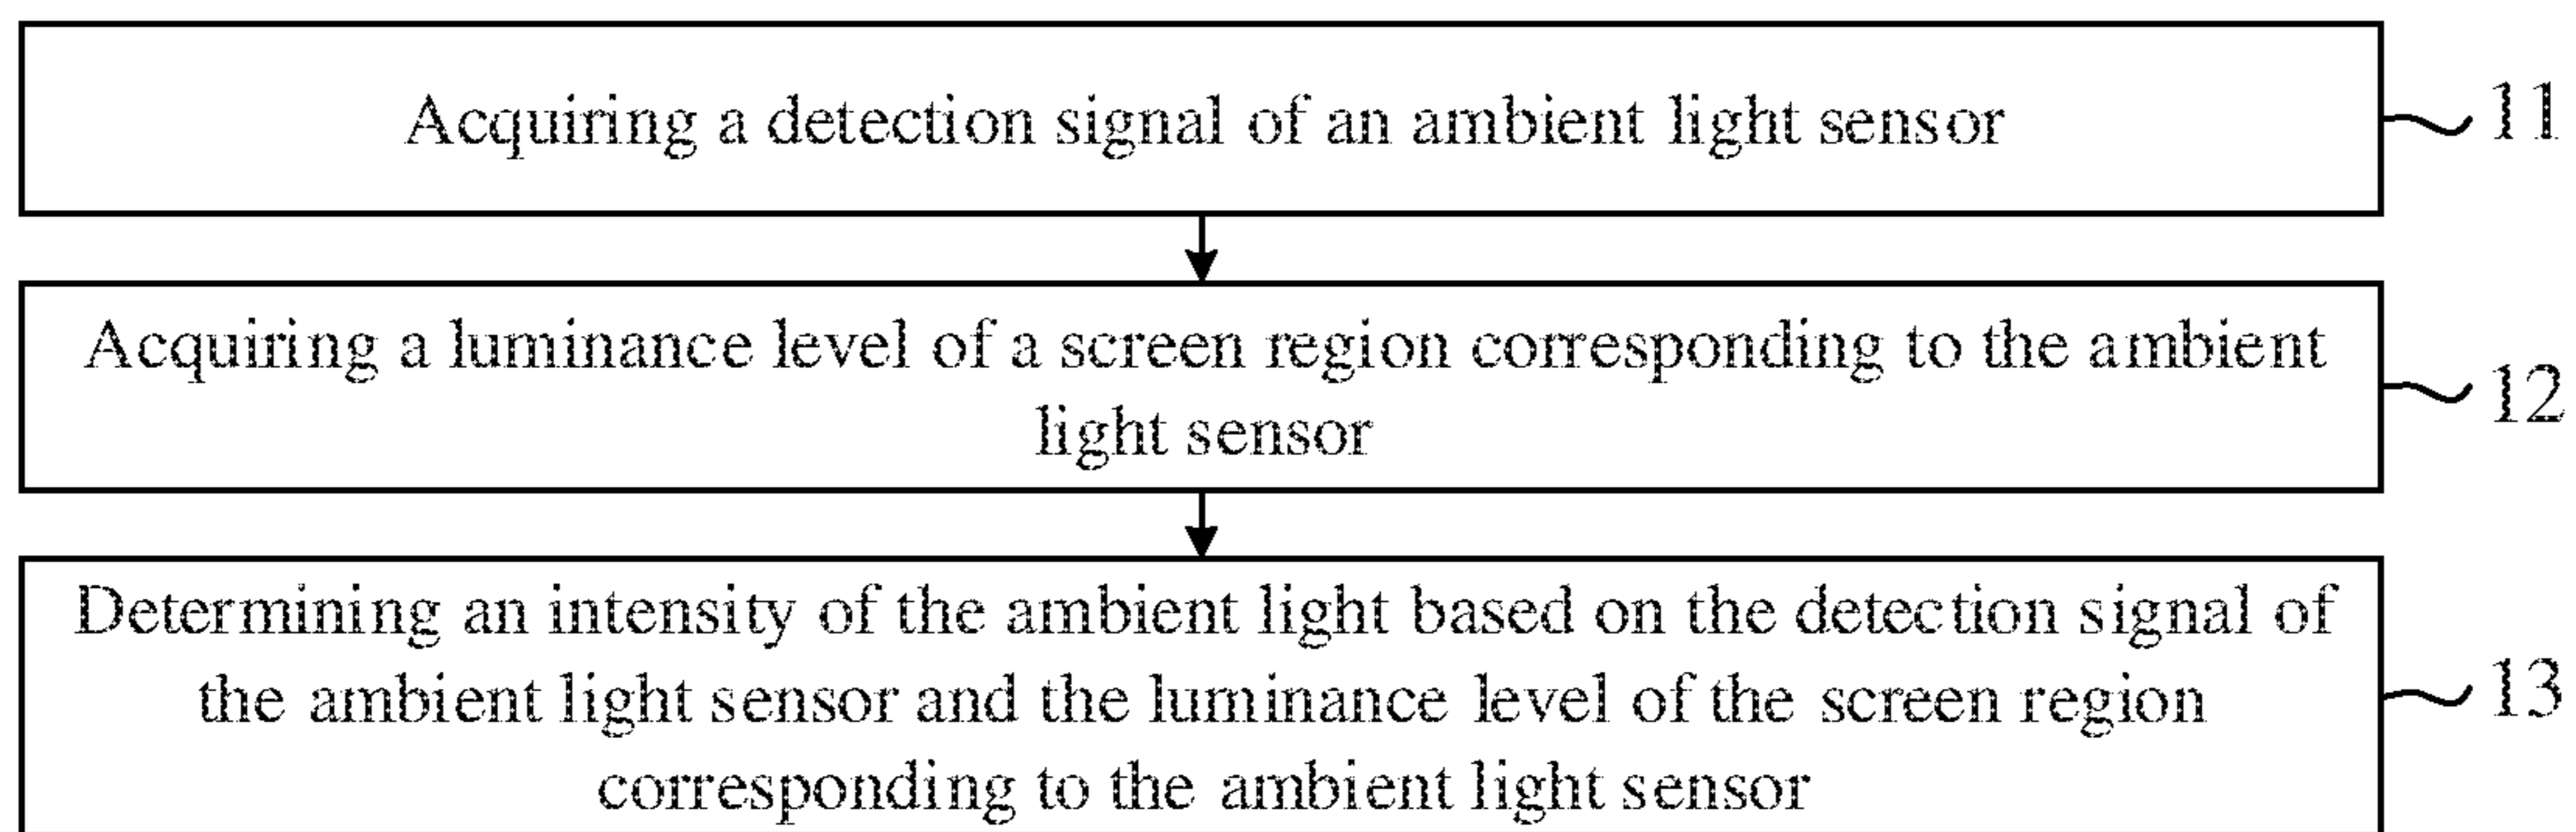 Acquiring a detection signal of an ambient light sensor
11
Acquiring a luminance level of a screen region corresponding to the ambient
light sensor
12
Determining an intensity of the ambient light based on the detection signal of
the ambient light sensor and the luminance level of the screen region
corresponding to the ambient light sensor
13